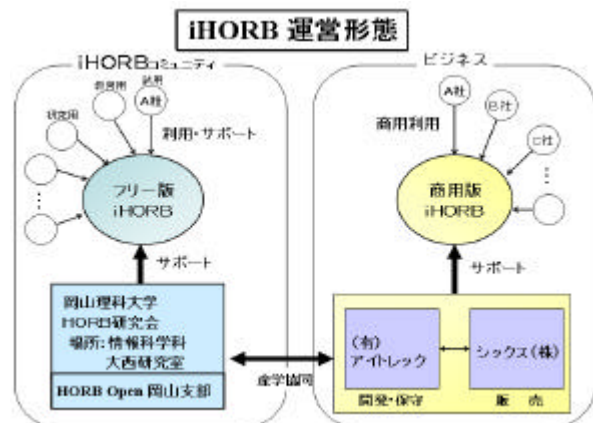 iHORB 運営形態
iHORBコミュニティ
ビジネス
試用
A社
教育用
研究用
利用・サポート
フリー版
iHORB
サポート
岡山理科大学
HORB研究会
場所:情報科学科
大西研究室
HORB Open 岡山支部
産学協同
A社
B社
C社
商用利用
商用版
iHORB
サポート
(有)
アイトレック
シックス(株)
開発・保守
販 売